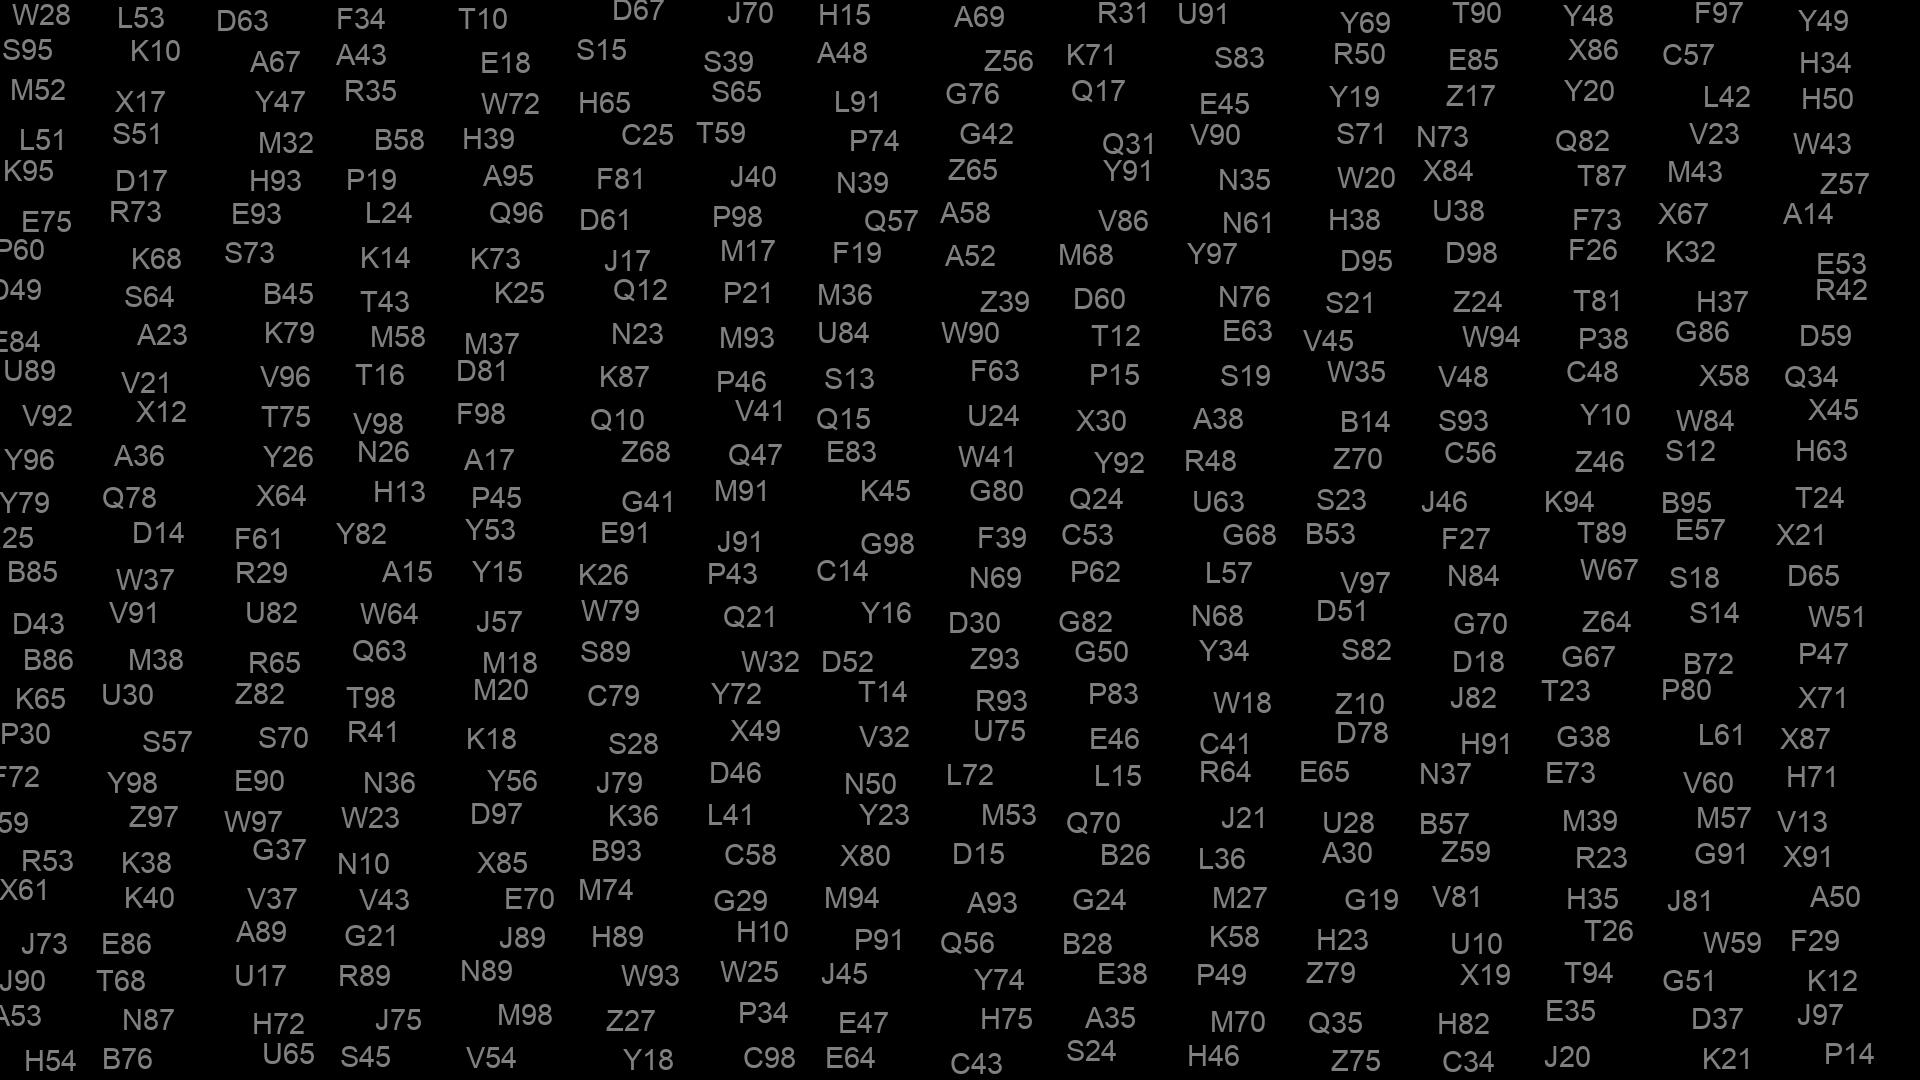 W28 L53 D63 F34 T10 D67 J70 H15 A69 R31 U91 Y69 T90 Y48 F97 Y49
S95 K10 A67 A43 E18 S15 S39 A48 Z56 K71 S83 R50 E85 X86 C57 H34
M52 X17 Y47 R35 W72 H65 S65 L91 G76 Q17 E45 Y19 Z17 Y20 L42 H50
L51 S51 M32 B58 H39 C25 T59 P74 G42 Q31 V90 S71 N73 Q82 V23 W43
K95 D17 H93 P19 A95 F81 J40 N39 Z65 Y91 N35 W20 X84 T87 M43 Z57
E75 R73 E93 L24 Q96 D61 P98 Q57 A58 V86 N61 H38 U38 F73 X67 A14
P60 K68 S73 K14 K73 J17 M17 F19 A52 M68 Y97 D95 D98 F26 K32 E53
D49 S64 B45 T43 K25 Q12 P21 M36 Z39 D60 N76 S21 Z24 T81 H37 R42
E84 A23 K79 M58 M37 N23 M93 U84 W90 T12 E63 V45 W94 P38 G86 D59
U89 V21 V96 T16 D81 K87 P46 S13 F63 P15 S19 W35 V48 C48 X58 Q34
V92 X12 T75 V98 F98 Q10 V41 Q15 U24 X30 A38 B14 S93 Y10 W84 X45
Y96 A36 Y26 N26 A17 Z68 Q47 E83 W41 Y92 R48 Z70 C56 Z46 S12 H63
Y79 Q78 X64 H13 P45 G41 M91 K45 G80 Q24 U63 S23 J46 K94 B95 T24
25 D14 F61 Y82 Y53 E91 J91 G98 F39 C53 G68 B53 F27 T89 E57 X21
B85 W37 R29 A15 Y15 K26 P43 C14 N69 P62 L57 V97 N84 W67 S18 D65
D43 V91 U82 W64 J57 W79 Q21 Y16 D30 G82 N68 D51 G70 Z64 S14 W51
B86 M38 R65 Q63 M18 S89 W32 D52 Z93 G50 Y34 S82 D18 G67 B72 P47
K65 U30 Z82 T98 M20 C79 Y72 T14 R93 P83 W18 Z10 J82 T23 P80 X71
P30 S57 S70 R41 K18 S28 X49 V32 U75 E46 C41 D78 H91 G38 L61 X87
F72 Y98 E90 N36 Y56 J79 D46 N50 L72 L15 R64 E65 N37 E73 V60 H71
59 Z97 W97 W23 D97 K36 L41 Y23 M53 Q70 J21 U28 B57 M39 M57 V13
R53 K38 G37 N10 X85 B93 C58 X80 D15 B26 L36 A30 Z59 R23 G91 X91
X61 K40 V37 V43 E70 M74 G29 M94 A93 G24 M27 G19 V81 H35 J81 A50
J73 E86 A89 G21 J89 H89 H10 P91 Q56 B28 K58 H23 U10 T26 W59 F29
J90 T68 U17 R89 N89 W93 W25 J45 Y74 E38 P49 Z79 X19 T94 G51 K12
A53 N87 H72 J75 M98 Z27 P34 E47 H75 A35 M70 Q35 H82 E35 D37 J97
H54 B76 U65 S45 V54 Y18 C98 E64 C43 S24 H46 Z75 C34 J20 K21 P14